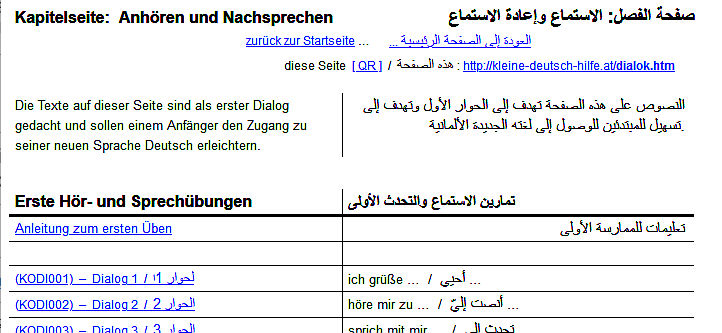 Kapitelseite: Anhören und Nachsprechen
صفحة الفصل: الاستماع وإعادة الاستماع
zurück zur Startseite ... ... العودة إلى الصفحة الرئيسية
diese Seite [ QR ] / هذه الصفحة : http://kleine-deutsch-hilfe.at/dialok.htm
Die Texte auf dieser Seite sind als erster Dialog
gedacht und sollen einem Anfänger den Zugang zu
seiner neuen Sprache Deutsch erleichtern.
النصوص على هذه الصفحة تهدف إلى الحوار الأول وتهدف إلى
تسهيل للمبتدئين للوصول إلى لغته الجديدة الألمانية.
Erste Hör- und Sprechübungen
تمارين الاستماع والتحدث الأولى
Anleitung zum ersten Üben
تعليمات للممارسة الأولى
(KODI001) – Dialog 1 / الحوار 1
ich grüße ... / أحيي ...
(KODI002) – Dialog 2 / الحوار 2
höre mir zu ... / أنصت إليّ ...
(KODI003) – Dialog 3 / الحوار 3
sprich mit mir ... / تحدث إلي ...